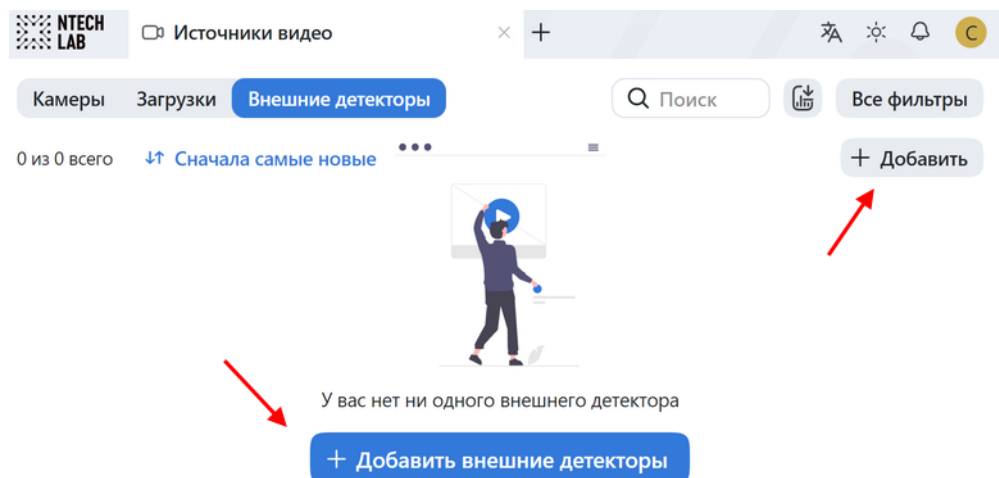 NTECH
LAB
Источники видео
C
Камеры Загрузки Внешние детекторы Поиск Все фильтры
0 из 0 всего Сначала самые новые + Добавить
У вас нет ни одного внешнего детектора
+ Добавить внешние детекторы